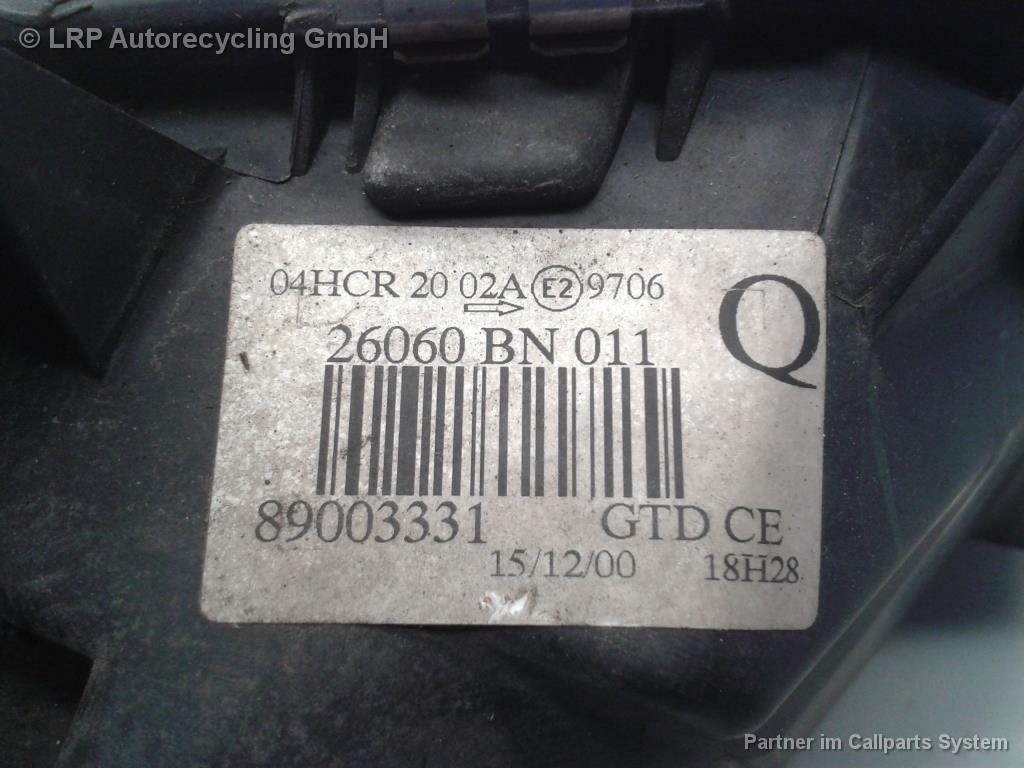 © LRP Autorecycling GmbH
04HCR 20 02A E2 9706
Q
26060 BN 011
89003331 GTD CE
15/12/00 18H28
Partner im Callparts System